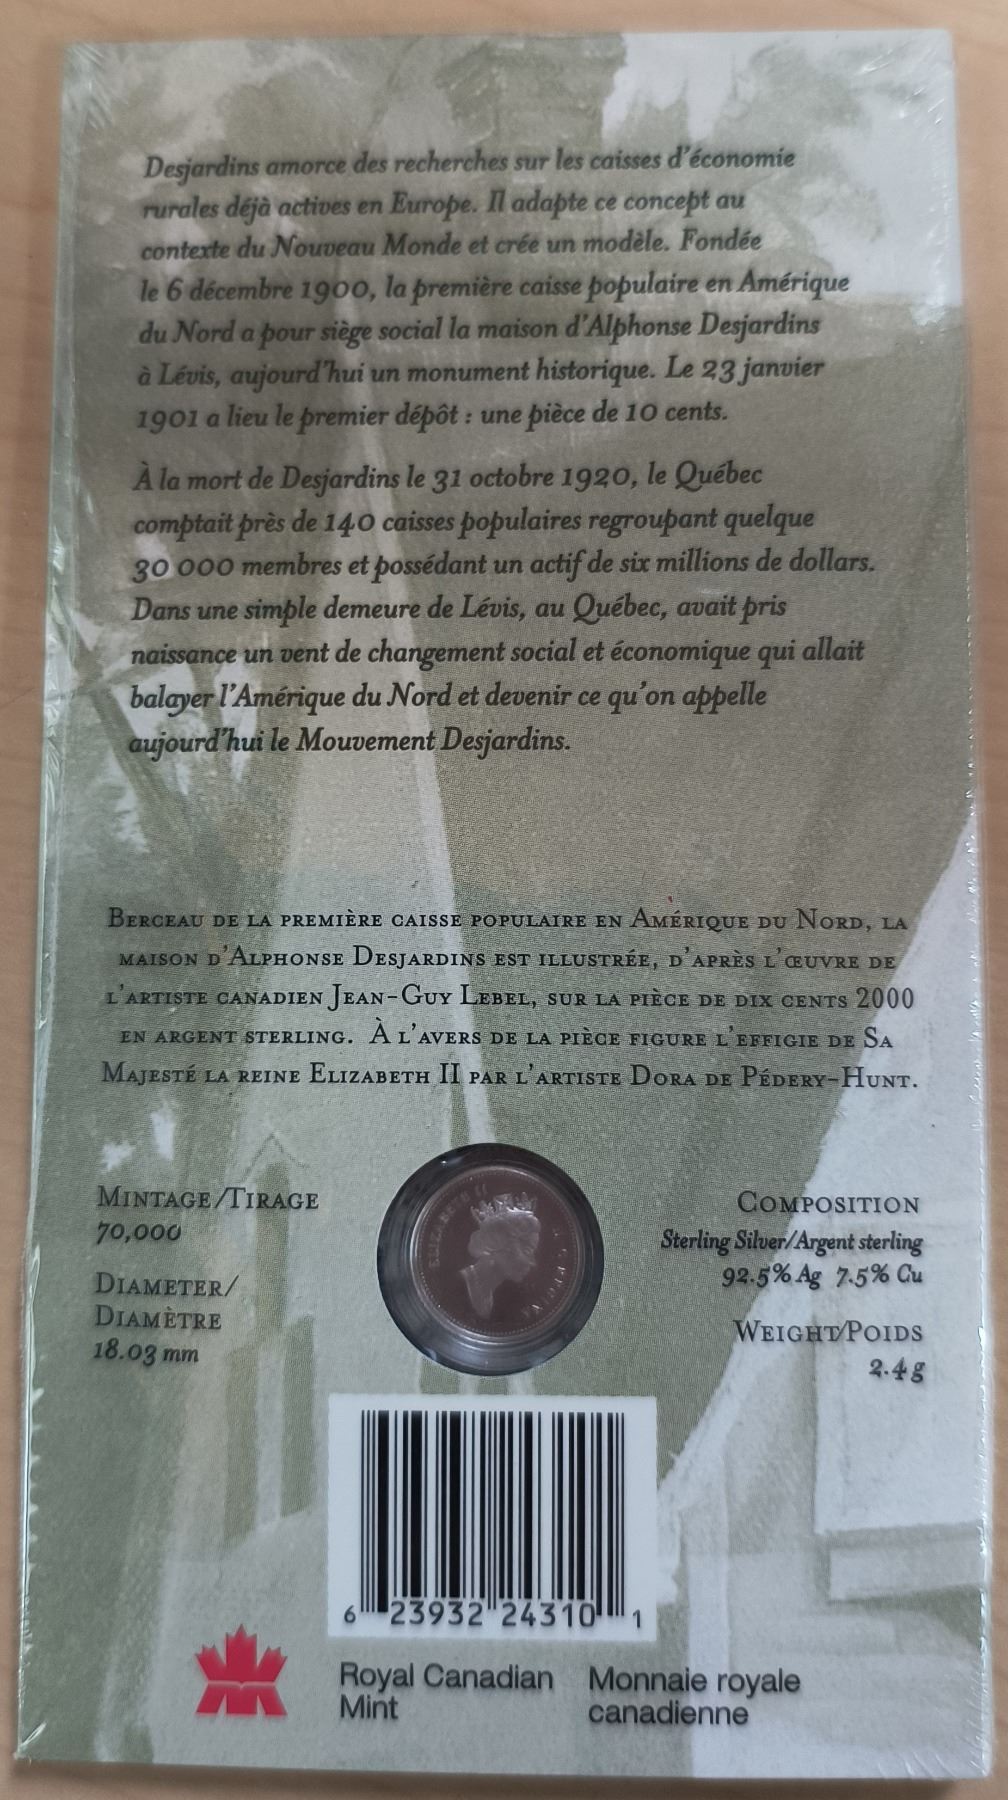 Desjardins amorce des recherches sur les caisses d'économie
rurales déjà actives en Europe. Il adapte ce concept au
contexte du Nouveau Monde et crée un modèle. Fondée
le 6 décembre 1900, la première caisse populaire en Amérique
du Nord a pour siège social la maison d'Alphonse Desjardins
à Lévis, aujourd'hui un monument historique. Le 23 janvier
1901 a lieu le premier dépôt : une pièce de 10 cents.
À la mort de Desjardins le 31 octobre 1920, le Québec
comptait près de 140 caisses populaires regroupant quelque
30 000 membres et possédant un actif de six millions de dollars.
Dans une simple demeure de Lévis, au Québec, avait pris
naissance un vent de changement social et économique qui allait
balayer l'Amérique du Nord et devenir ce qu'on appelle
aujourd'hui le Mouvement Desjardins.
Berceau de la première caisse populaire en Amérique du Nord, la
maison d'Alphonse Desjardins est illustrée, d'après l'œuvre de
l'artiste canadien Jean-Guy Lebel, sur la pièce de dix cents 2000
en argent sterling. À l'avers de la pièce figure l'effigie de Sa
Majesté la reine Elizabeth II par l'artiste Dora de Pédery-Hunt.
Mintage/Tirage
70,000
Diameter/
Diamètre
18.03 mm
ELIZABETH II
D·G·REGINA
Composition
Sterling Silver/Argent sterling
92.5% Ag 7.5% Cu
Weight/Poids
2.4 g
6 23932 24310 1
Royal Canadian
Mint
Monnaie royale
canadienne